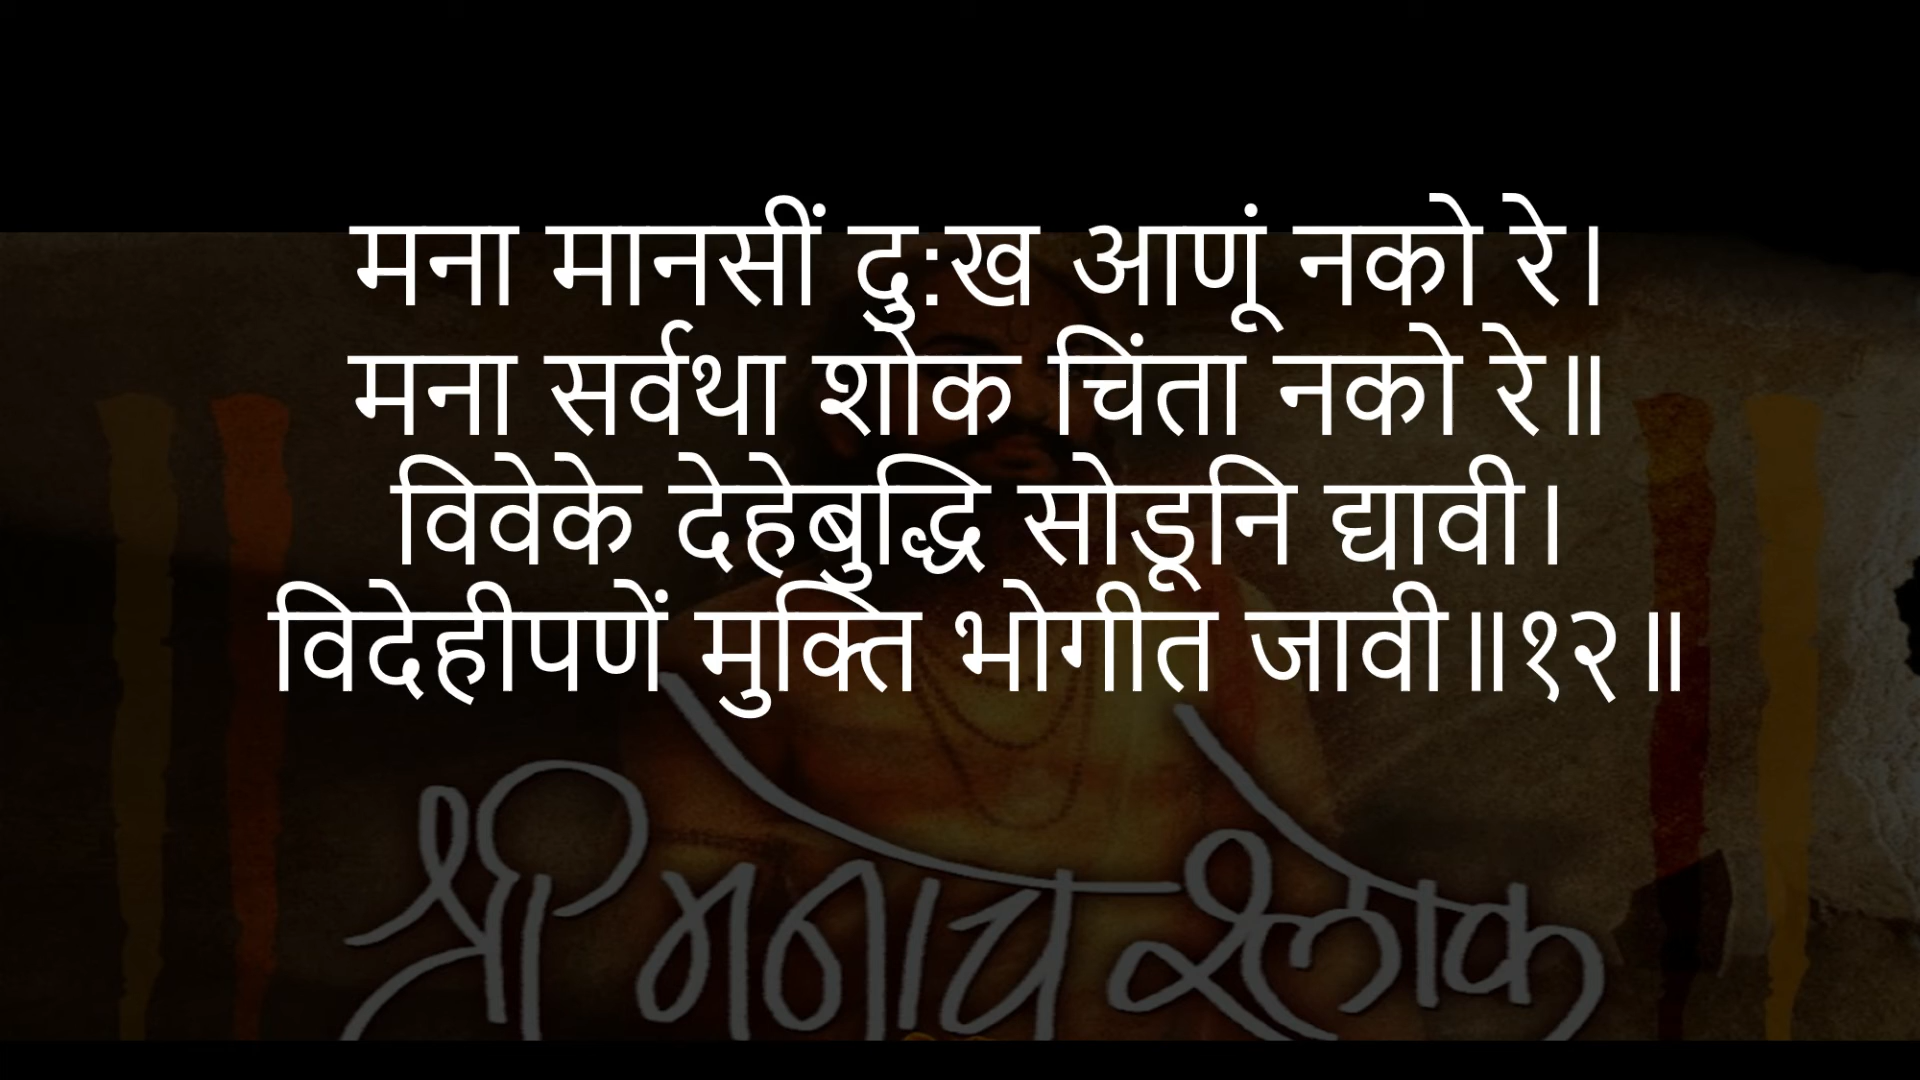 मना मानसीं दु:ख आणूं नको रे।
मना सर्वथा शोक चिंता नको रे॥
विवेके देहेबुद्धि सोडूनि द्यावी।
विदेहीपणें मुक्ति भोगीत जावी॥१२॥
श्री मनाचे श्लोक